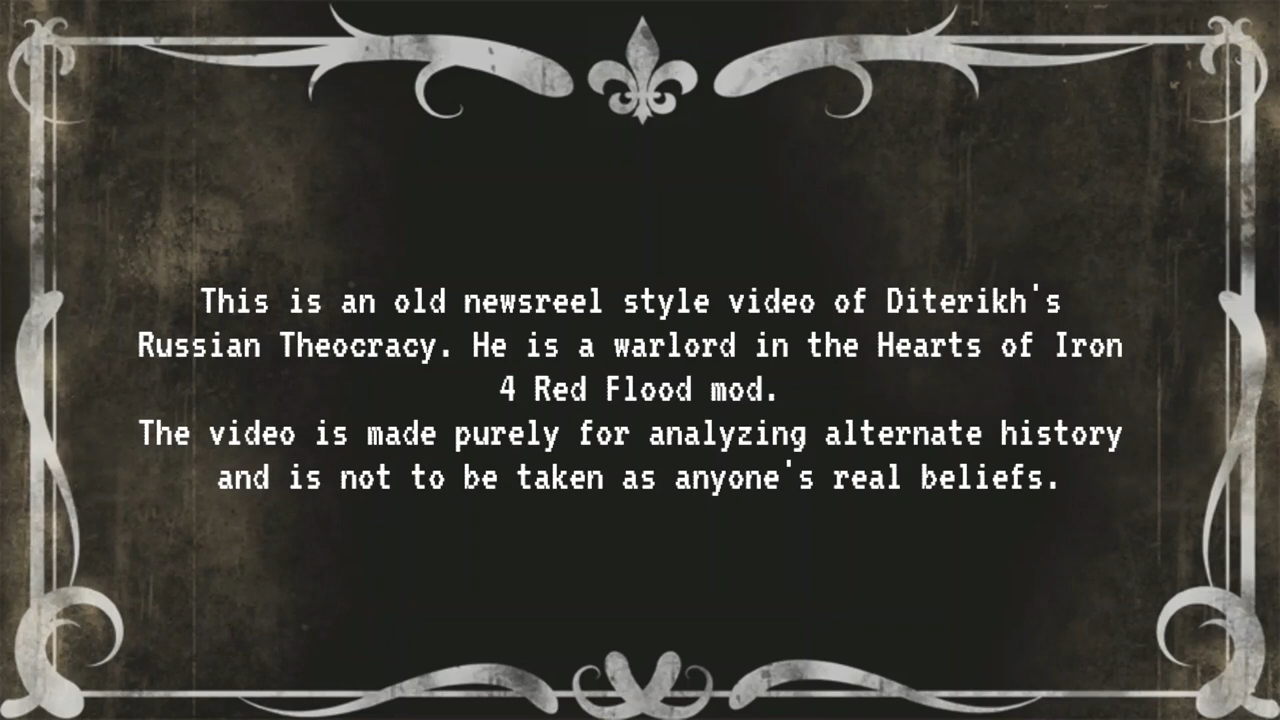 This is an old newsreel style video of Diterikh's
Russian Theocracy. He is a warlord in the Hearts of Iron
4 Red Flood mod.
The video is made purely for analyzing alternate history
and is not to be taken as anyone's real beliefs.